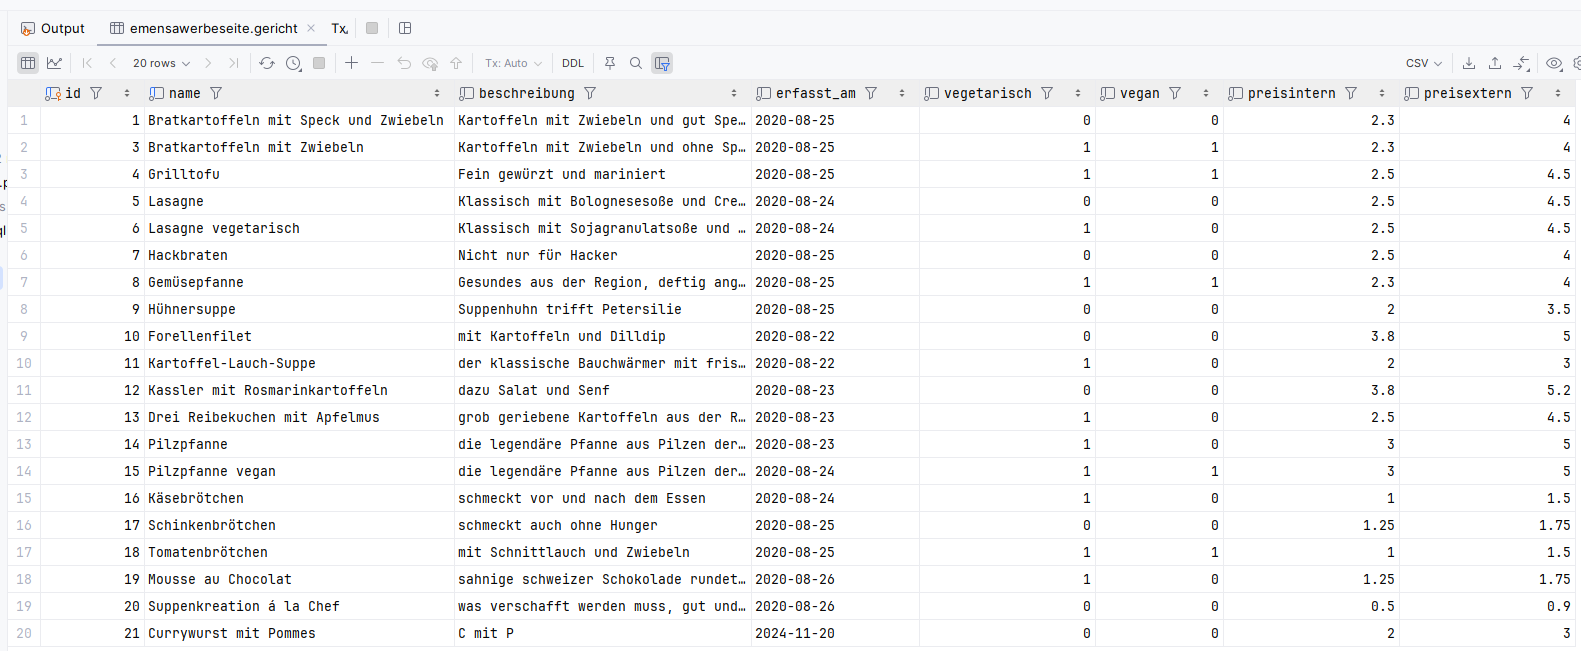 Output emensawerbeseite.gericht Tx
20 rows Tx: Auto DDL CSV
id name beschreibung erfasst_am vegetarisch vegan preisintern preisextern
1 1 Bratkartoffeln mit Speck und Zwiebeln Kartoffeln mit Zwiebeln und gut Spe… 2020-08-25 0 0 2.3 4
2 3 Bratkartoffeln mit Zwiebeln Kartoffeln mit Zwiebeln und ohne Sp… 2020-08-25 1 1 2.3 4
3 4 Grilltofu Fein gewürzt und mariniert 2020-08-25 1 1 2.5 4.5
4 5 Lasagne Klassisch mit Bolognesesoße und Cre… 2020-08-24 0 0 2.5 4.5
5 6 Lasagne vegetarisch Klassisch mit Sojagranulatsoße und … 2020-08-24 1 0 2.5 4.5
6 7 Hackbraten Nicht nur für Hacker 2020-08-25 0 0 2.5 4
7 8 Gemüsepfanne Gesundes aus der Region, deftig ang… 2020-08-25 1 1 2.3 4
8 9 Hühnersuppe Suppenhuhn trifft Petersilie 2020-08-25 0 0 2 3.5
9 10 Forellenfilet mit Kartoffeln und Dilldip 2020-08-22 0 0 3.8 5
10 11 Kartoffel-Lauch-Suppe der klassische Bauchwärmer mit fris… 2020-08-22 1 0 2 3
11 12 Kassler mit Rosmarinkartoffeln dazu Salat und Senf 2020-08-23 0 0 3.8 5.2
12 13 Drei Reibekuchen mit Apfelmus grob geriebene Kartoffeln aus der R… 2020-08-23 1 0 2.5 4.5
13 14 Pilzpfanne die legendäre Pfanne aus Pilzen der… 2020-08-23 1 0 3 5
14 15 Pilzpfanne vegan die legendäre Pfanne aus Pilzen der… 2020-08-24 1 1 3 5
15 16 Käsebrötchen schmeckt vor und nach dem Essen 2020-08-24 1 0 1 1.5
16 17 Schinkenbrötchen schmeckt auch ohne Hunger 2020-08-25 0 0 1.25 1.75
17 18 Tomatenbrötchen mit Schnittlauch und Zwiebeln 2020-08-25 1 1 1 1.5
18 19 Mousse au Chocolat sahnige schweizer Schokolade rundet… 2020-08-26 1 0 1.25 1.75
19 20 Suppenkreation á la Chef was verschafft werden muss, gut und… 2020-08-26 0 0 0.5 0.9
20 21 Currywurst mit Pommes C mit P 2024-11-20 0 0 2 3